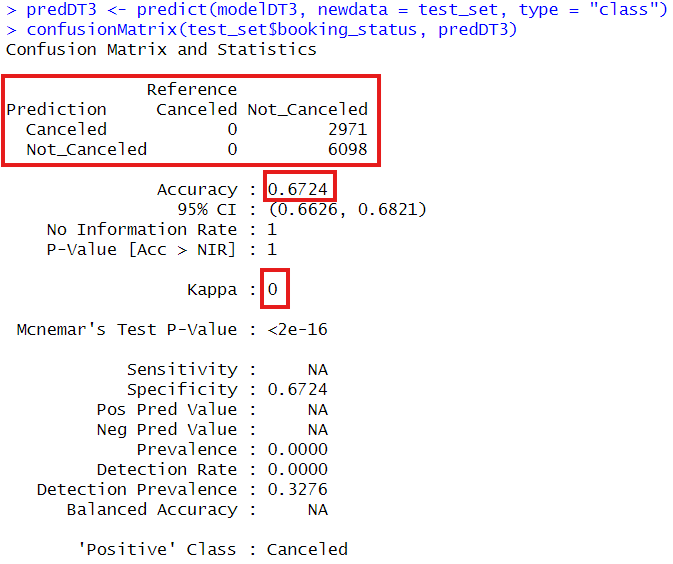 > predDT3 <- predict(modelDT3, newdata = test_set, type = "class")
> confusionMatrix(test_set$booking_status, predDT3)
Confusion Matrix and Statistics
Reference
Prediction Canceled Not_Canceled
Canceled 0 2971
Not_Canceled 0 6098
Accuracy : 0.6724
95% CI : (0.6626, 0.6821)
No Information Rate : 1
P-Value [Acc > NIR] : 1
Kappa : 0
Mcnemar's Test P-Value : <2e-16
Sensitivity : NA
Specificity : 0.6724
Pos Pred Value : NA
Neg Pred Value : NA
Prevalence : 0.0000
Detection Rate : 0.0000
Detection Prevalence : 0.3276
Balanced Accuracy : NA
'Positive' Class : Canceled